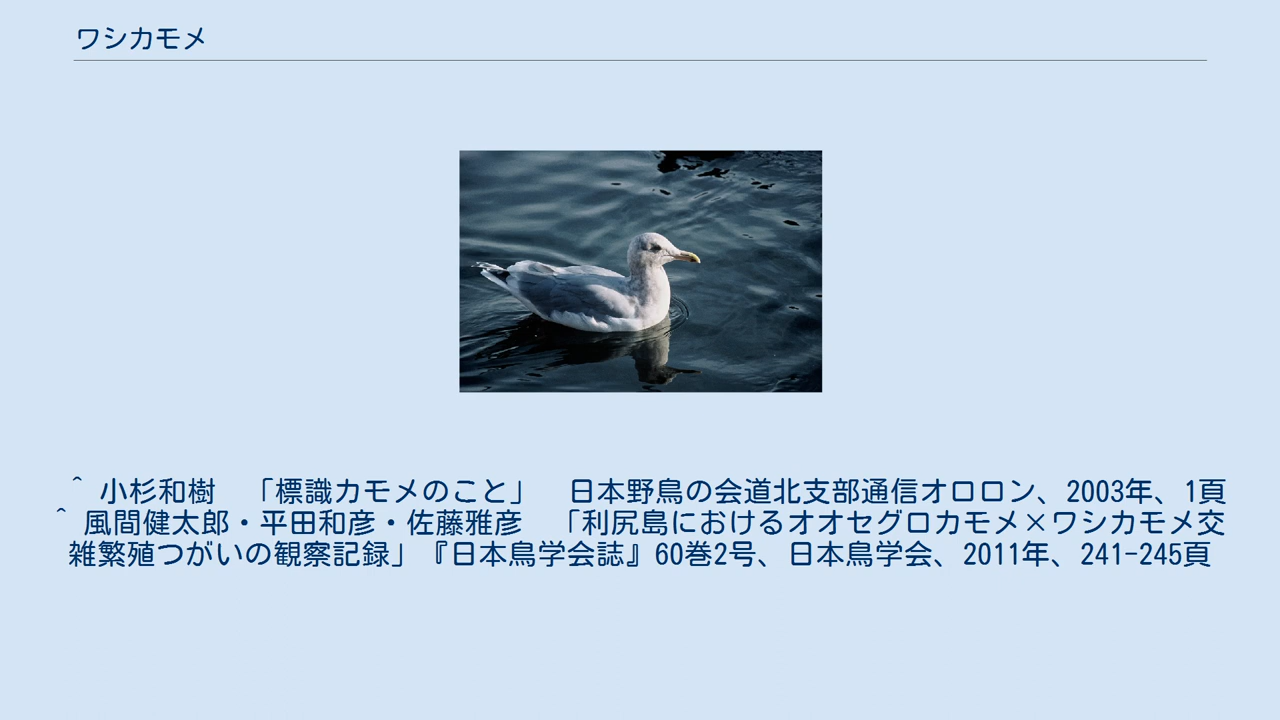 ワシカモメ
^ 小杉和樹　「標識カモメのこと」　日本野鳥の会道北支部通信オロロン、2003年、1頁
^ 風間健太郎・平田和彦・佐藤雅彦　「利尻島におけるオオセグロカモメ×ワシカモメ交
雑繁殖つがいの観察記録」『日本鳥学会誌』60巻2号、日本鳥学会、2011年、241-245頁